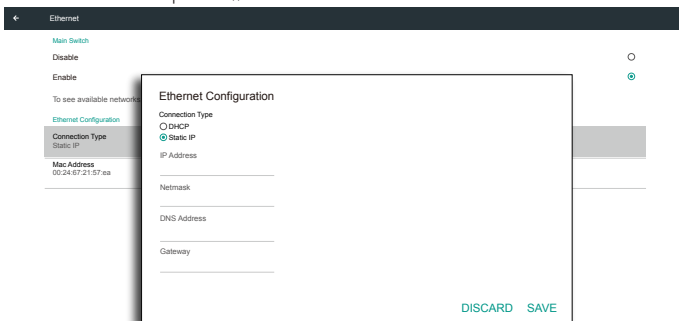 Ethernet
Main Switch
Disable
Enable
To see available networks
Ethernet Configuration
Connection Type
Static IP
Mac Address
00:24:67:21:57:ea
Ethernet Configuration
Connection Type
DHCP
Static IP
IP Address
Netmask
DNS Address
Gateway
DISCARD SAVE